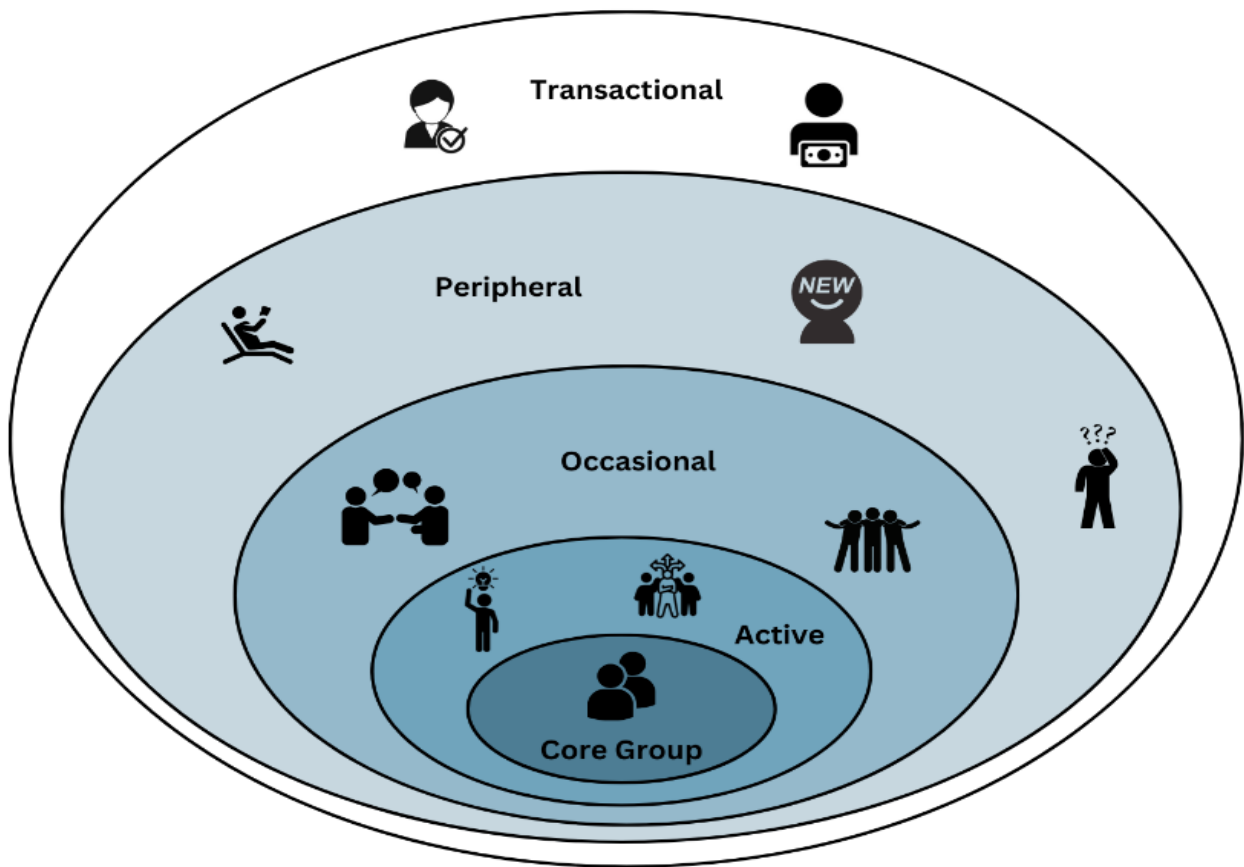 Transactional
Peripheral
NEW
???
Occasional
Active
Core Group